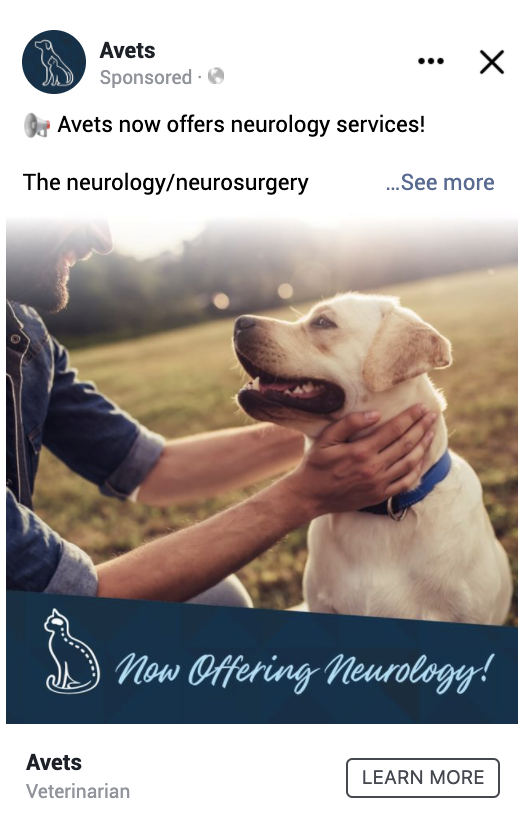 Avets
Sponsored ·
Avets now offers neurology services!
The neurology/neurosurgery ...See more
Now Offering Neurology!
Avets
Veterinarian
LEARN MORE